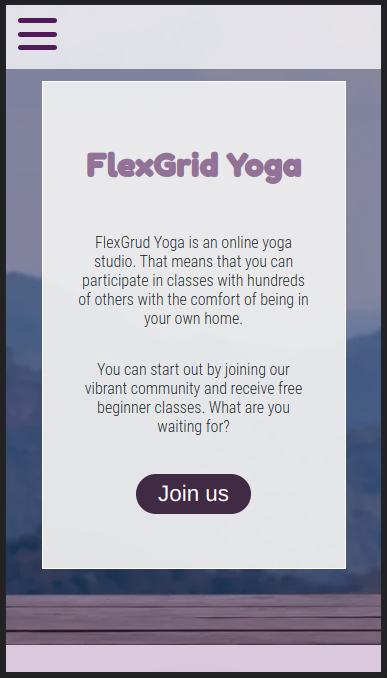 FlexGrid Yoga
FlexGrud Yoga is an online yoga
studio. That means that you can
participate in classes with hundreds
of others with the comfort of being in
your own home.
You can start out by joining our
vibrant community and receive free
beginner classes. What are you
waiting for?
Join us